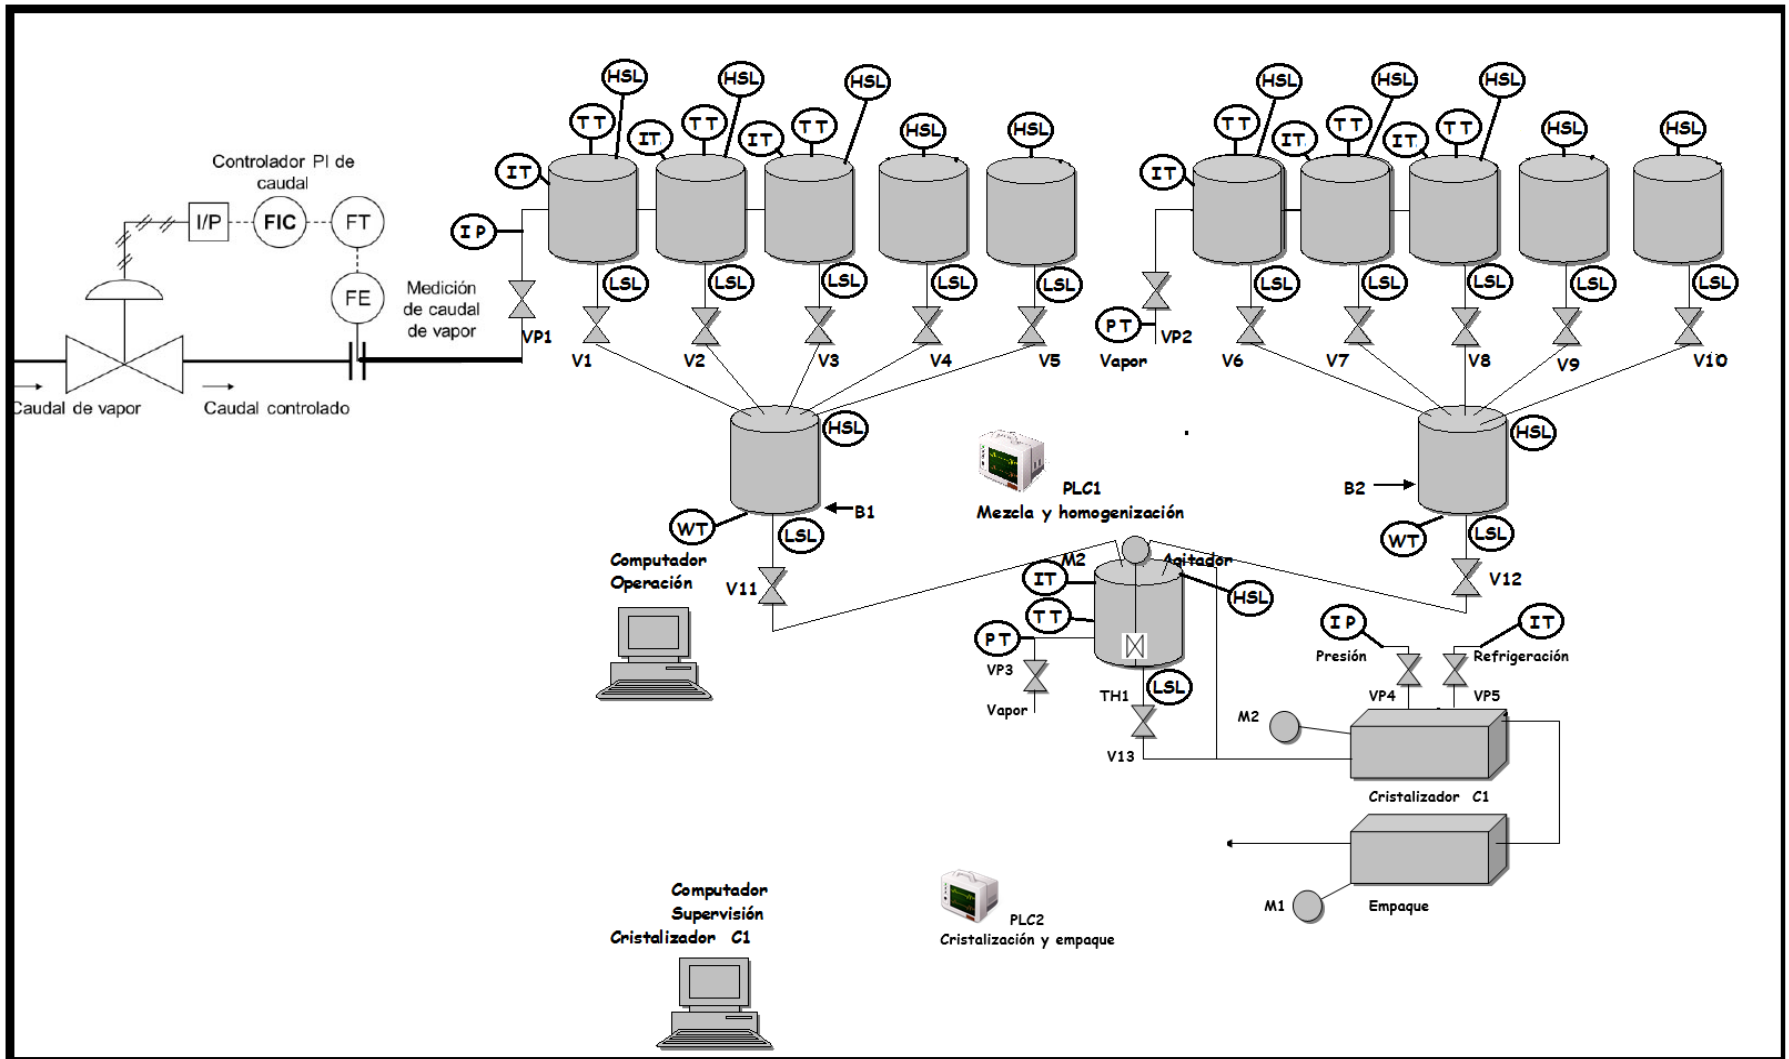 HSL
HSL
HSL
HSL
HSL
HSL
TT
TT
TT
HSL
HSL
TT
TT
TT
HSL
HSL
IT
IT
IT
IT
IT
IT
Controlador PI de
caudal
I/P
FIC
FT
IP
FE
Medición
de caudal
de vapor
LSL
LSL
LSL
LSL
LSL
LSL
LSL
LSL
LSL
LSL
VP1
V1
V2
V3
V4
V5
PT
VP2
Vapor
V6
V7
V8
V9
V10
Caudal de vapor
Caudal controlado
HSL
HSL
PLC1
Mezcla y homogenización
B1
B2
WT
LSL
WT
LSL
Computador
Operación
V11
M2
Agitador
V12
IT
HSL
TT
PT
IP
IT
Presión
Refrigeración
VP3
TH1
LSL
VP4
VP5
Vapor
M2
V13
Cristalizador C1
M1
Empaque
Computador
Supervisión
Cristalizador C1
PLC2
Cristalización y empaque